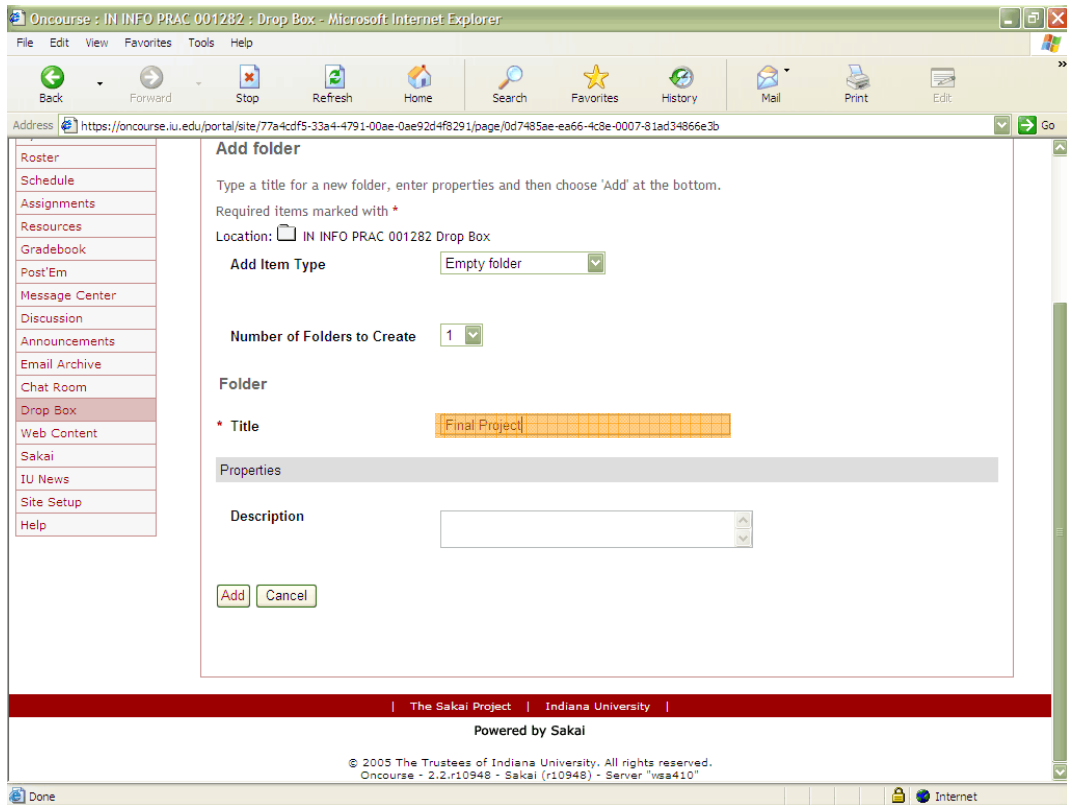 Oncourse : IN INFO PRAC 001282 : Drop Box - Microsoft Internet Explorer
File Edit View Favorites Tools Help
Back Forward Stop Refresh Home Search Favorites History Mail Print Edit
Address https://oncourse.iu.edu/portal/site/77a4cdf5-33a4-4791-00ae-0ae92d4f8291/page/0d7485ae-ea66-4c8e-0007-81ad34866e3b Go
Roster
Schedule
Assignments
Resources
Gradebook
Post'Em
Message Center
Discussion
Announcements
Email Archive
Chat Room
Drop Box
Web Content
Sakai
IU News
Site Setup
Help
Add folder
Type a title for a new folder, enter properties and then choose 'Add' at the bottom.
Required items marked with *
Location: IN INFO PRAC 001282 Drop Box
Add Item Type Empty folder
Number of Folders to Create 1
Folder
* Title Final Project
Properties
Description
Add Cancel
| The Sakai Project | Indiana University |
Powered by Sakai
© 2005 The Trustees of Indiana University. All rights reserved.
Oncourse - 2.2.r10948 - Sakai (r10948) - Server "wsa410"
Done Internet